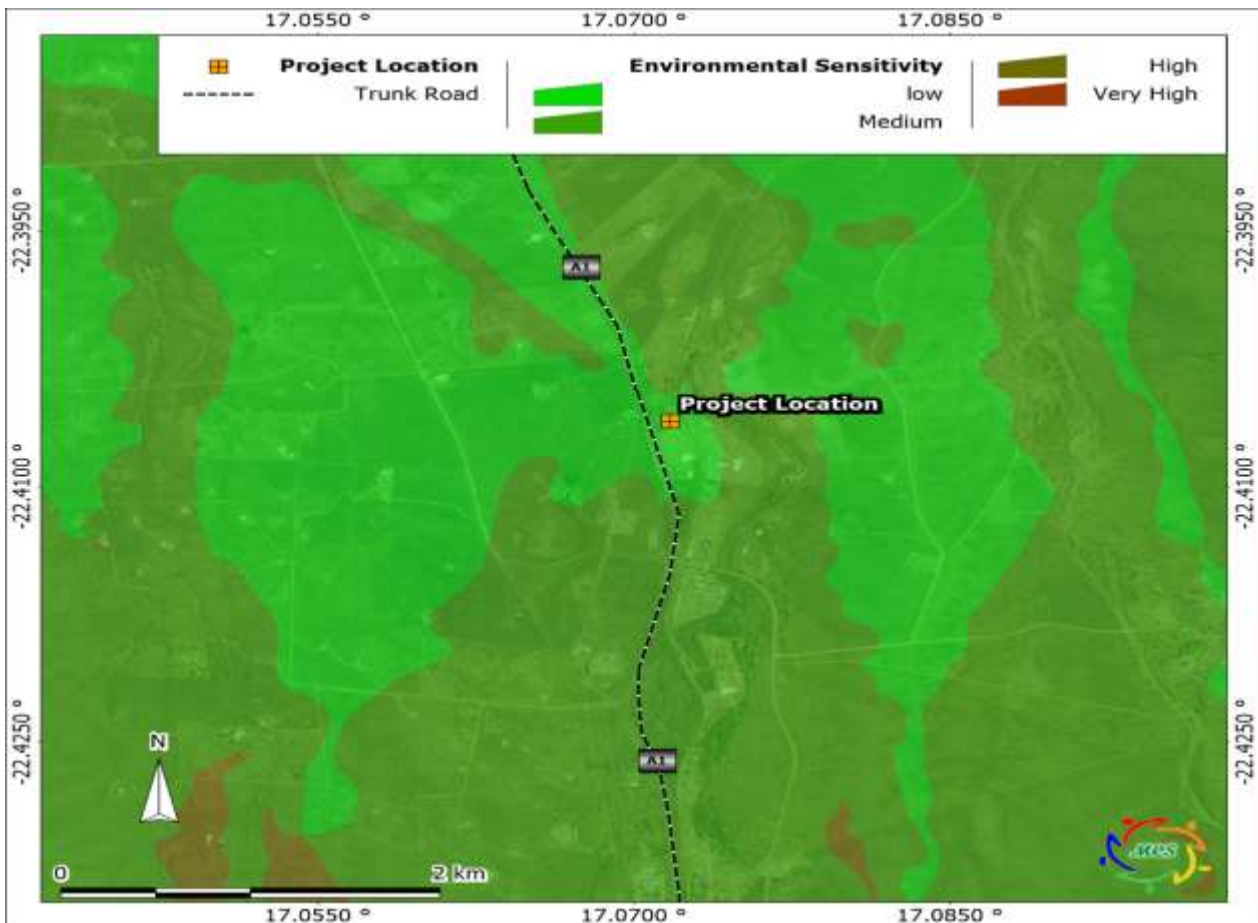 17.0550 °
17.0700 °
17.0850 °
Project Location
Trunk Road
Environmental Sensitivity
low
Medium
High
Very High
-22.3950 °
-22.3950 °
A1
Project Location
-22.4100 °
-22.4100 °
-22.4250 °
-22.4250 °
A1
N
0
2 km
17.0550 °
17.0700 °
17.0850 °